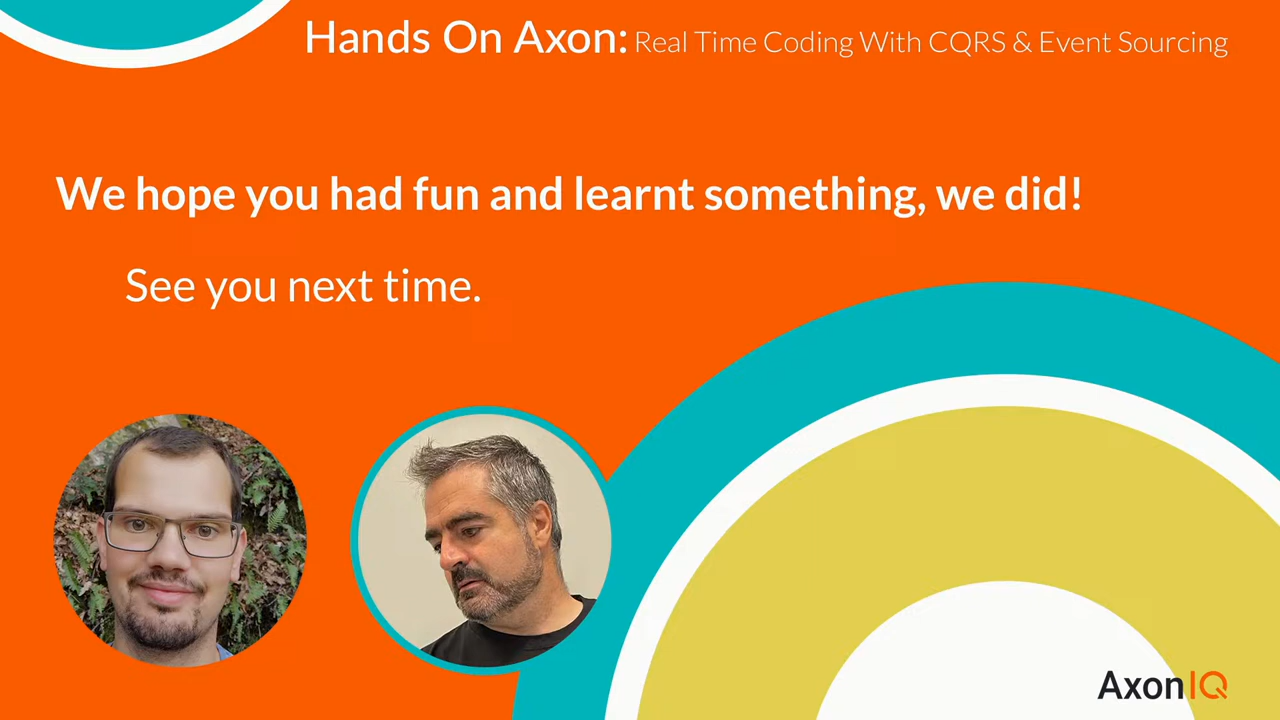 Hands On Axon: Real Time Coding With CQRS & Event Sourcing
We hope you had fun and learnt something, we did!
See you next time.
AxonIQ